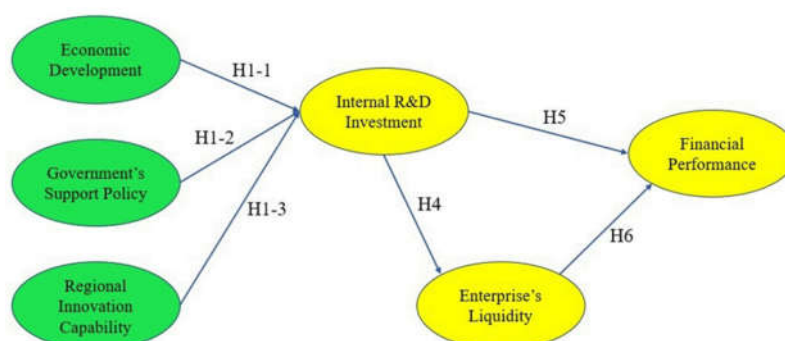 Economic
Development
H1-1
Internal R&D
Investment
H5
Financial
Performance
Government's
Support Policy
H1-2
H1-3
H4
H6
Regional
Innovation
Capability
Enterprise's
Liquidity